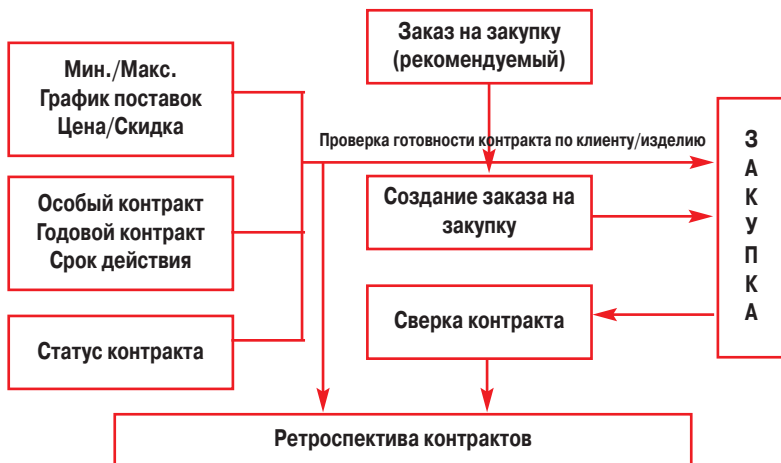 Заказ на закупку
(рекомендуемый)
Мин./Макс.
График поставок
Цена/Скидка
Проверка готовности контракта по клиенту/изделию
Особый контракт
Годовой контракт
Срок действия
Создание заказа на
закупку
З
А
К
У
П
К
А
Статус контракта
Сверка контракта
Ретроспектива контрактов